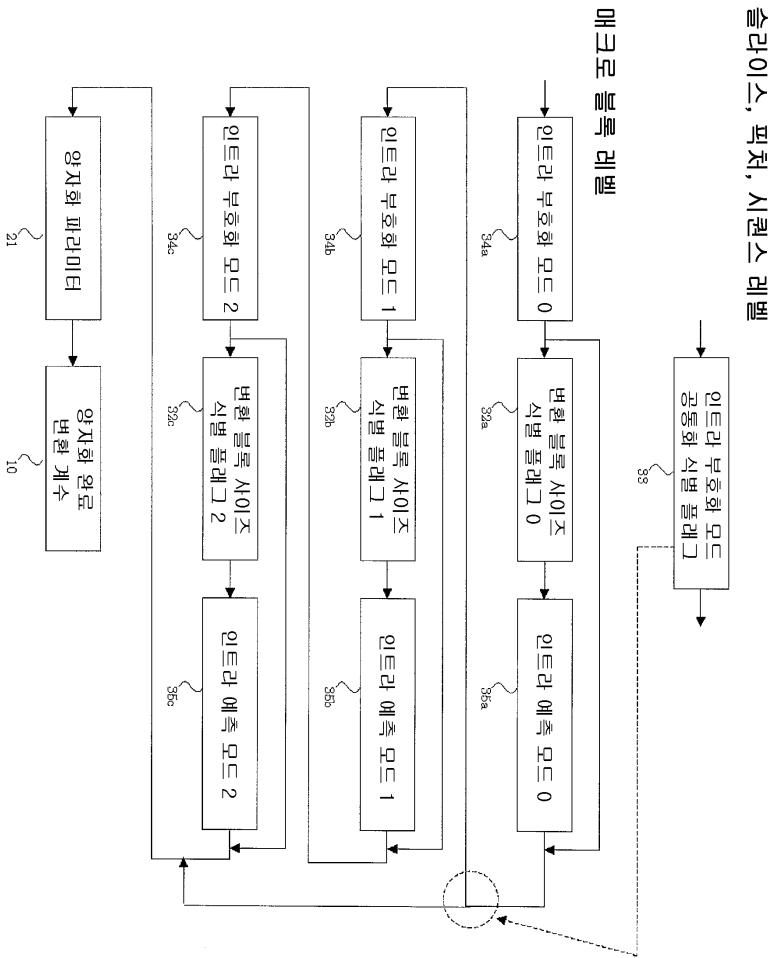 슬라이스, 픽처, 시퀀스 레벨
인트라 부호화 모드
공통화 식별 플래그
33
매크로 블록 레벨
인트라 부호화 모드 0
34a
변환 블록 사이즈
식별 플래그 0
32a
인트라 예측 모드 0
35a
인트라 부호화 모드 1
34b
변환 블록 사이즈
식별 플래그 1
32b
인트라 예측 모드 1
35b
인트라 부호화 모드 2
34c
변환 블록 사이즈
식별 플래그 2
32c
인트라 예측 모드 2
35c
양자화 파라미터
21
양자화 완료
변환 계수
10